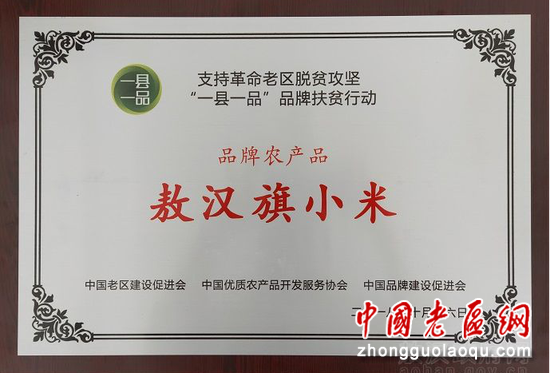 一县
一品
支持革命老区脱贫攻坚
“一县一品”品牌扶贫行动
品牌农产品
敖汉旗小米
中国老区建设促进会 中国优质农产品开发服务协会 中国品牌建设促进会
中國老區網
zhongguolaoqu.com